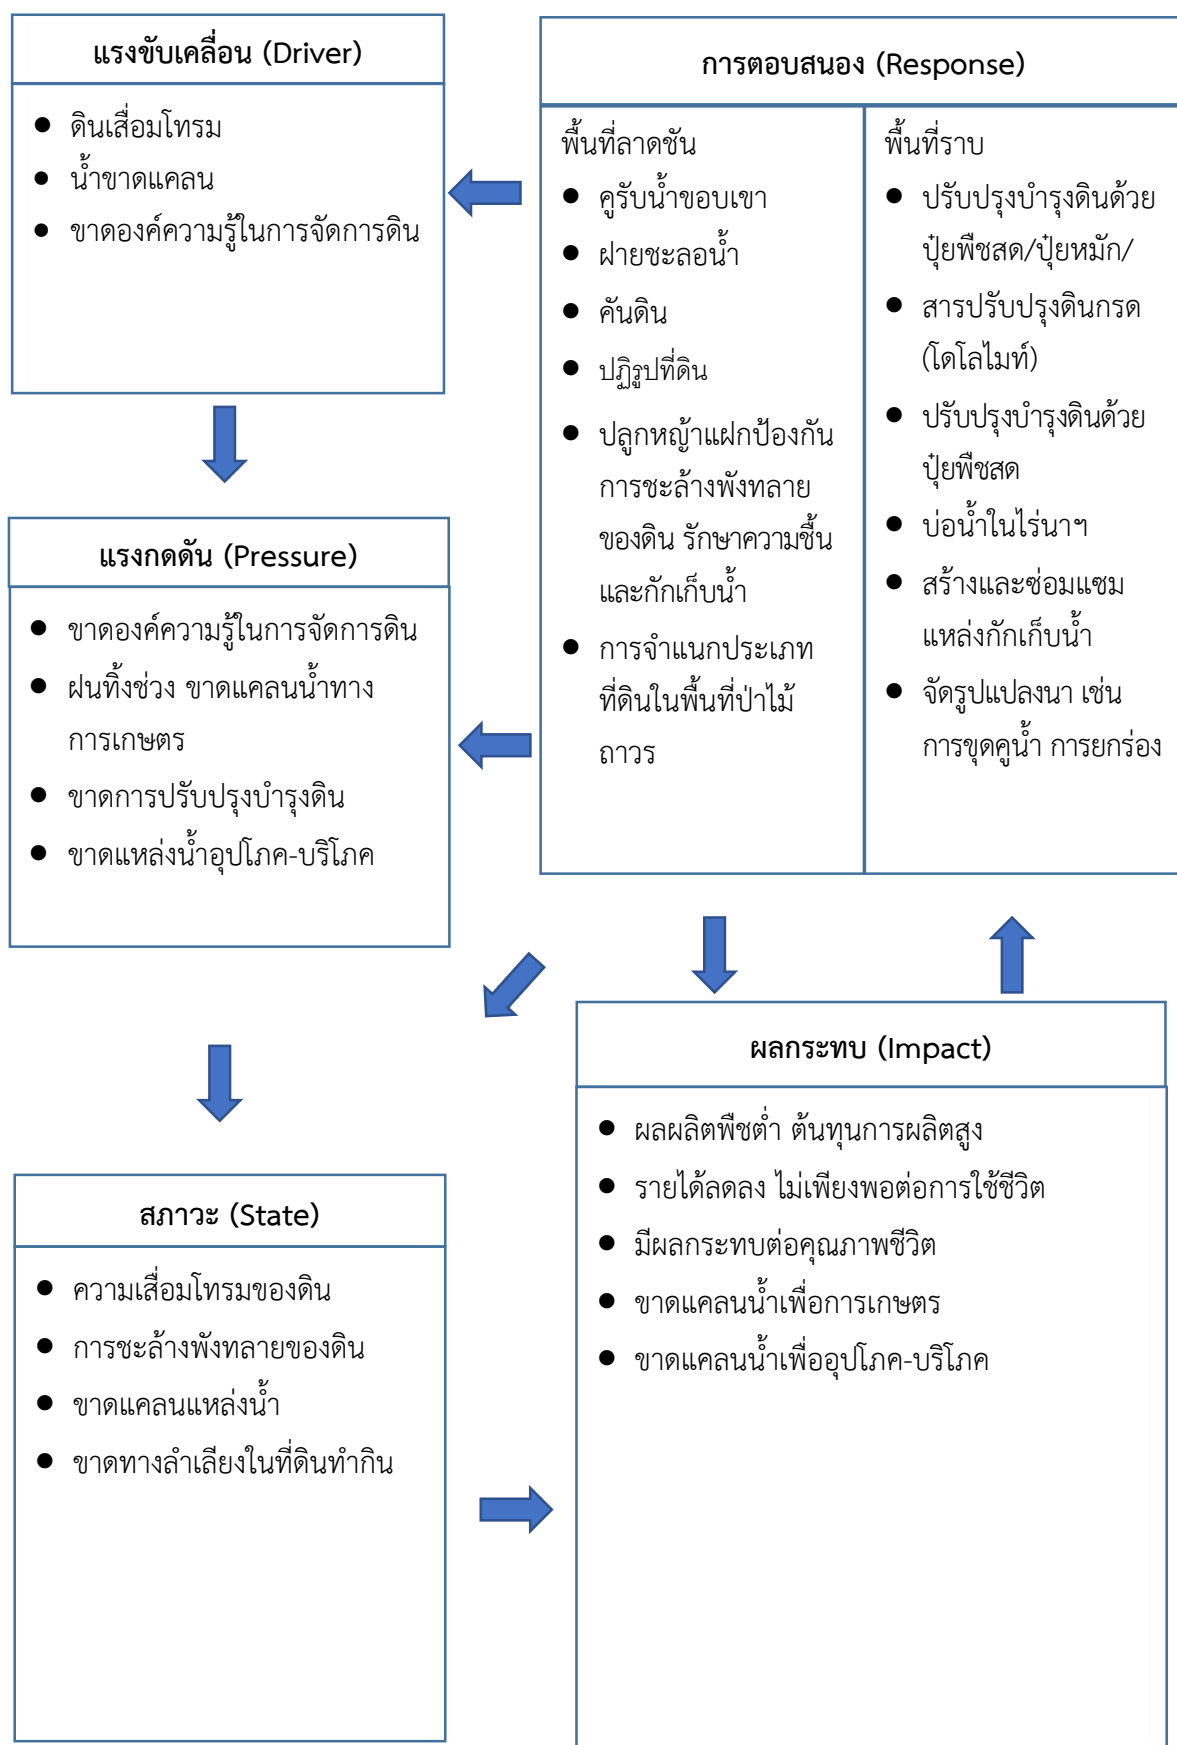 แรงขับเคลื่อน (Driver)
● ดินเสื่อมโทรม
● น้ำขาดแคลน
● ขาดองค์ความรู้ในการจัดการดิน
การตอบสนอง (Response)
พื้นที่ลาดชัน
● คูรับน้ำขอบเขา
● ฝายชะลอน้ำ
● คันดิน
● ปฏิรูปที่ดิน
● ปลูกหญ้าแฝกป้องกัน
การชะล้างพังทลาย
ของดิน รักษาความชื้น
และกักเก็บน้ำ
● การจำแนกประเภท
ที่ดินในพื้นที่ป่าไม้
ถาวร
พื้นที่ราบ
● ปรับปรุงบำรุงดินด้วย
ปุ๋ยพืชสด/ปุ๋ยหมัก/
● สารปรับปรุงดินกรด
(โดโลไมท์)
● ปรับปรุงบำรุงดินด้วย
ปุ๋ยพืชสด
● บ่อน้ำในไร่นาฯ
● สร้างและซ่อมแซม
แหล่งกักเก็บน้ำ
● จัดรูปแปลงนา เช่น
การขุดคูน้ำ การยกร่อง
แรงกดดัน (Pressure)
● ขาดองค์ความรู้ในการจัดการดิน
● ฝนทิ้งช่วง ขาดแคลนน้ำทาง
การเกษตร
● ขาดการปรับปรุงบำรุงดิน
● ขาดแหล่งน้ำอุปโภค-บริโภค
สภาวะ (State)
● ความเสื่อมโทรมของดิน
● การชะล้างพังทลายของดิน
● ขาดแคลนแหล่งน้ำ
● ขาดทางลำเลียงในที่ดินทำกิน
ผลกระทบ (Impact)
● ผลผลิตพืชต่ำ ต้นทุนการผลิตสูง
● รายได้ลดลง ไม่เพียงพอต่อการใช้ชีวิต
● มีผลกระทบต่อคุณภาพชีวิต
● ขาดแคลนน้ำเพื่อการเกษตร
● ขาดแคลนน้ำเพื่ออุปโภค-บริโภค